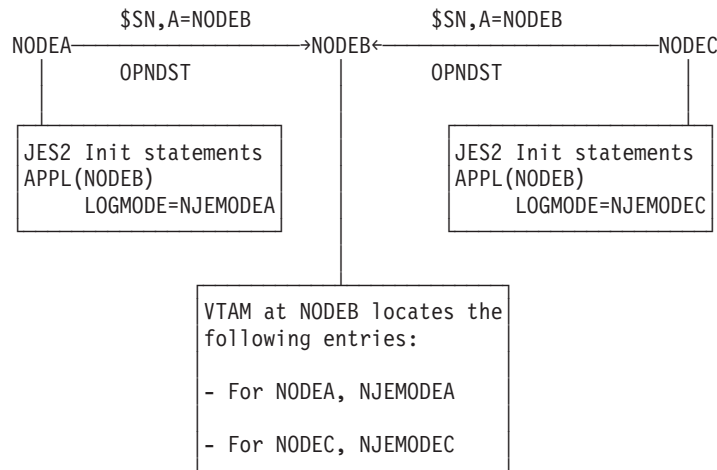 $SN,A=NODEB $SN,A=NODEB
NODEA NODEB NODEC
OPNDST OPNDST
JES2 Init statements JES2 Init statements
APPL(NODEB) APPL(NODEB)
LOGMODE=NJEMODEA LOGMODE=NJEMODEC
VTAM at NODEB locates the
following entries:
- For NODEA, NJEMODEA
- For NODEC, NJEMODEC